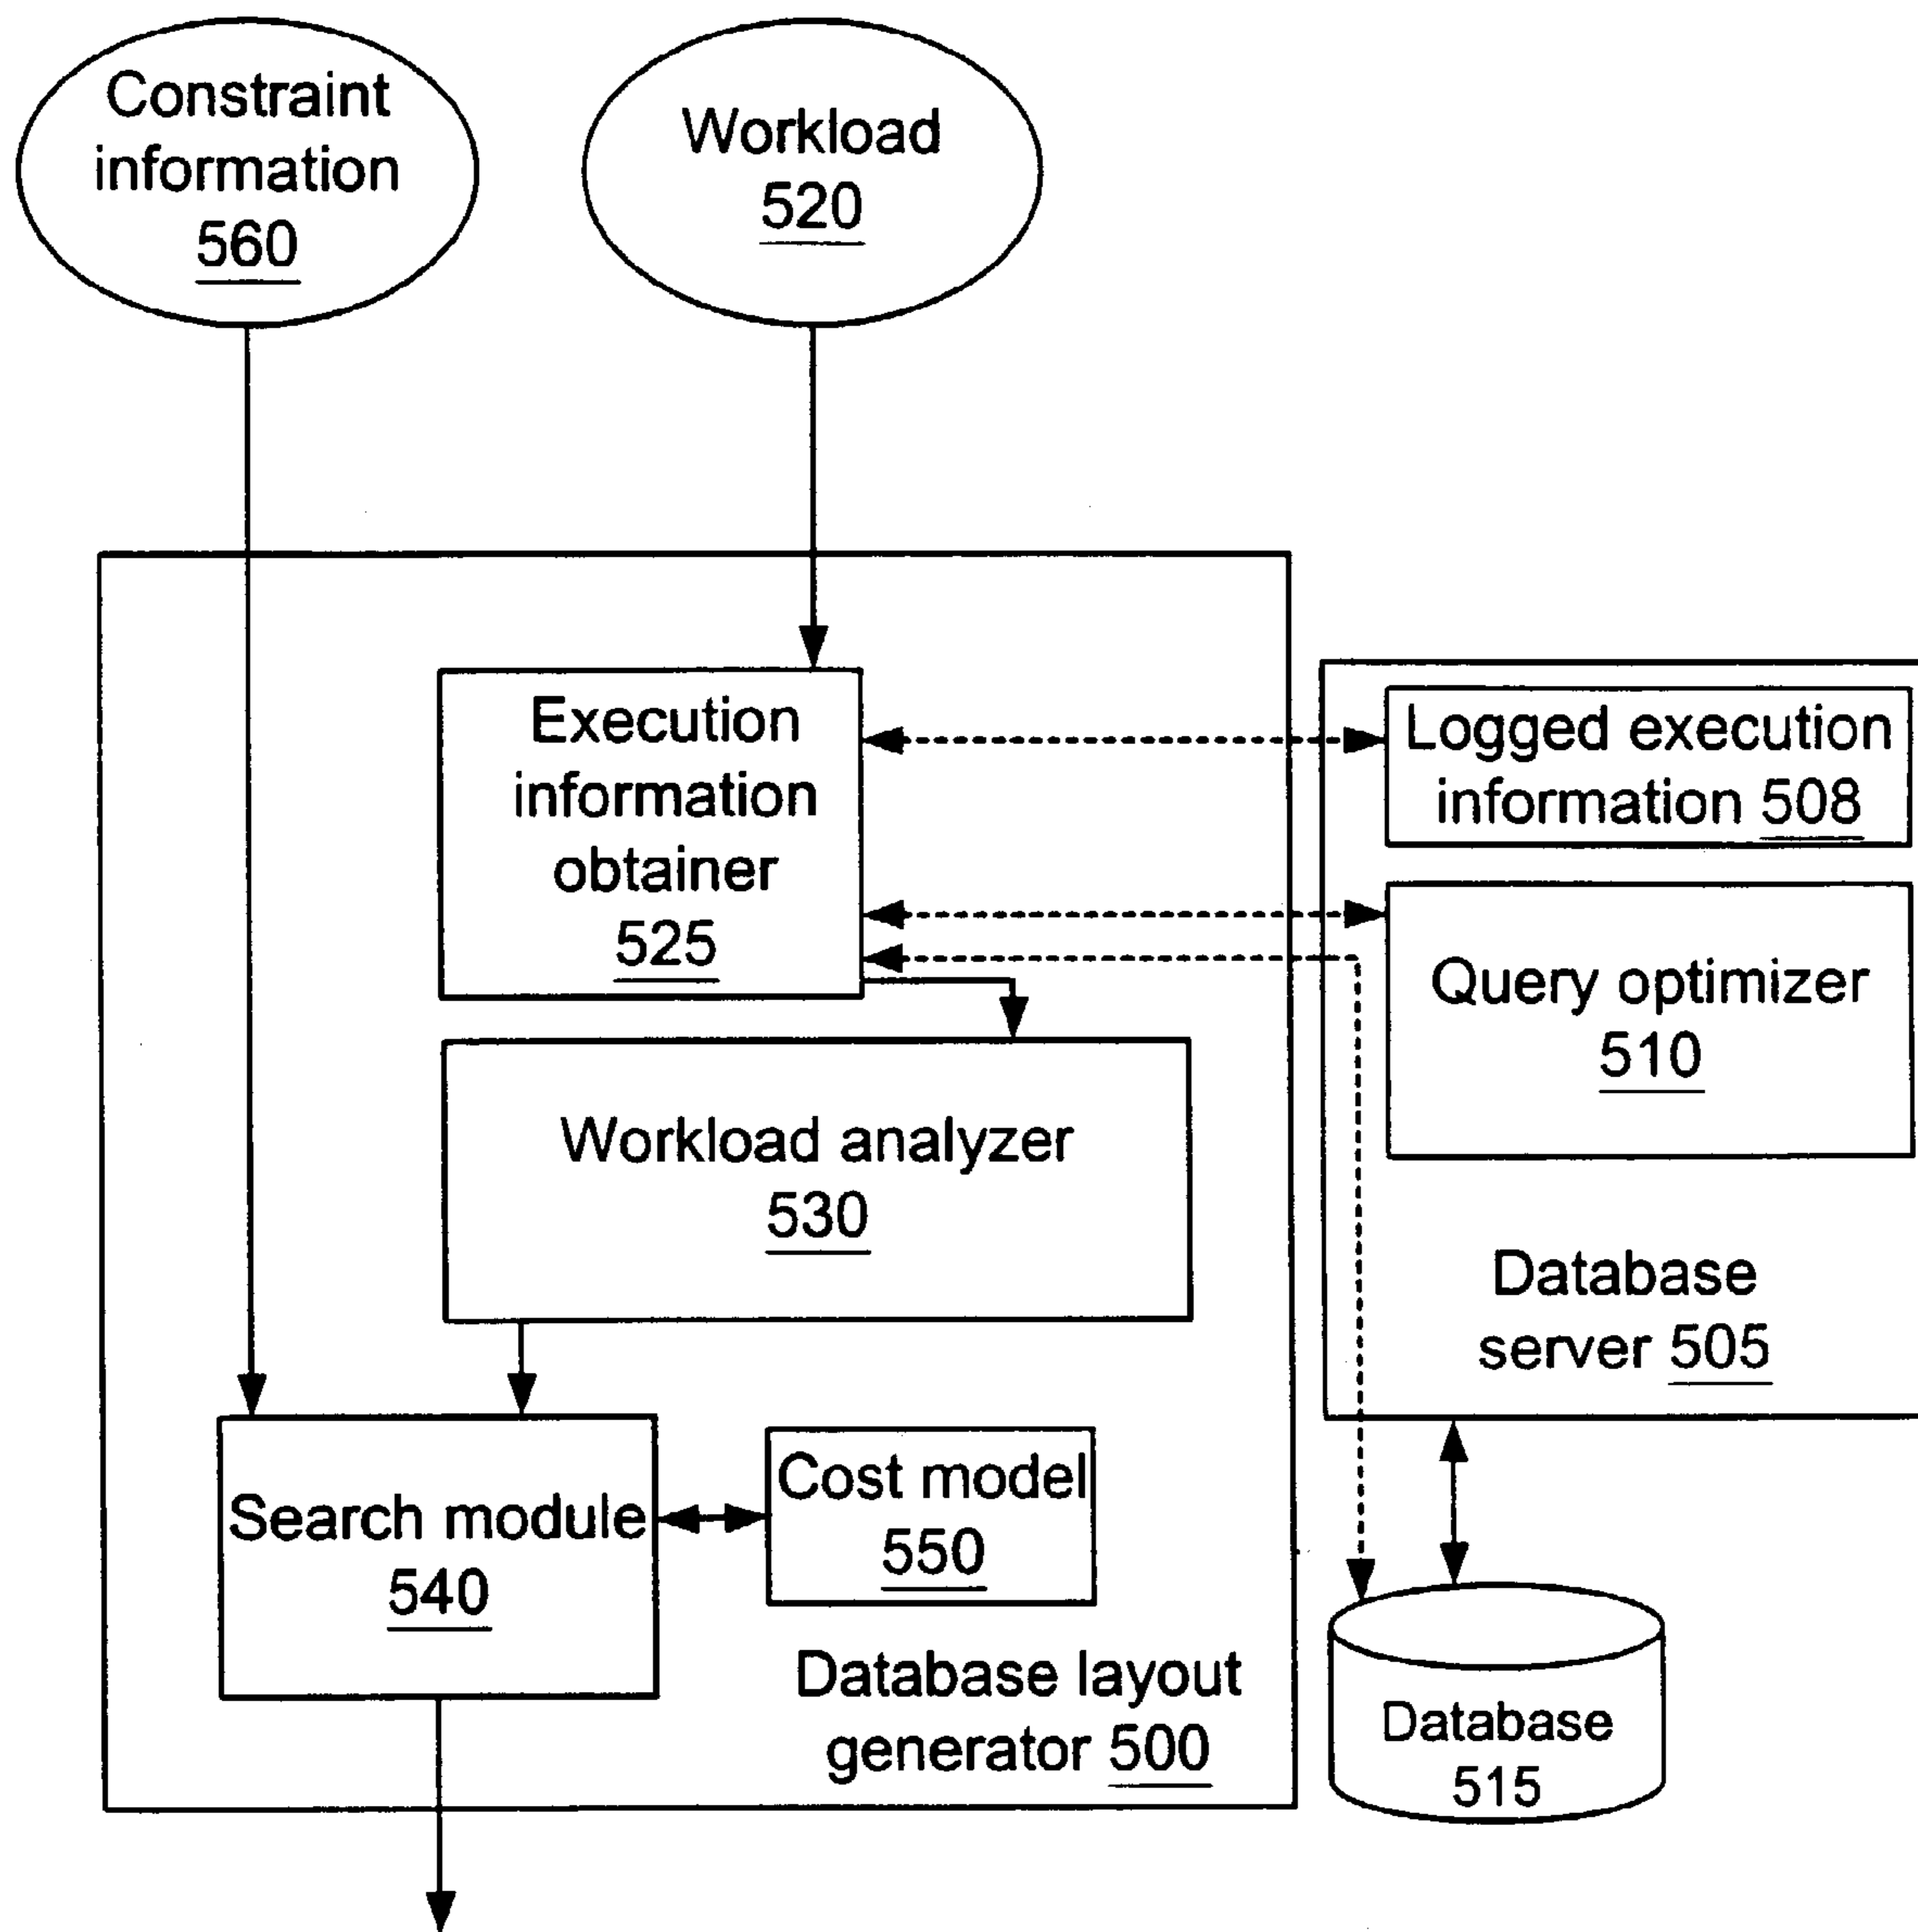 Constraint
information
560
Workload
520
Execution
information
obtainer
525
Logged execution
information 508
Query optimizer
510
Workload analyzer
530
Database
server 505
Search module
540
Cost model
550
Database layout
generator 500
Database
515